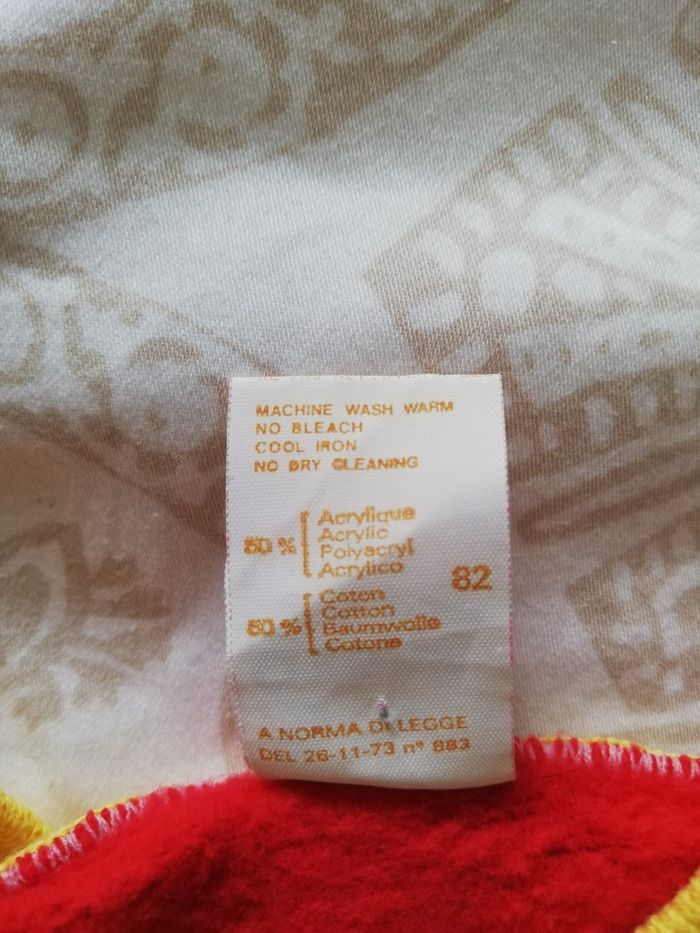 MACHINE WASH WARM
NO BLEACH
COOL IRON
NO DRY CLEANING
50 %
Acrylique
Acrylic
Polyacryl
Acrylico
82
50 %
Coton
Cotton
Baumwolle
Cotone
A NORMA DI LEGGE
DEL 26-11-73 n° 883